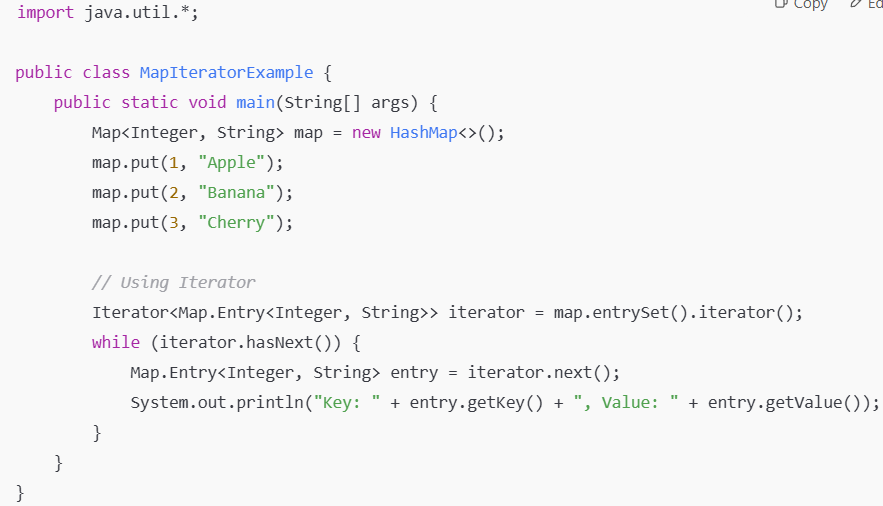 Copy Ed
import java.util.*;
public class MapIteratorExample {
public static void main(String[] args) {
Map<Integer, String> map = new HashMap<>();
map.put(1, "Apple");
map.put(2, "Banana");
map.put(3, "Cherry");
// Using Iterator
Iterator<Map.Entry<Integer, String>> iterator = map.entrySet().iterator();
while (iterator.hasNext()) {
Map.Entry<Integer, String> entry = iterator.next();
System.out.println("Key: " + entry.getKey() + ", Value: " + entry.getValue());
}
}
}